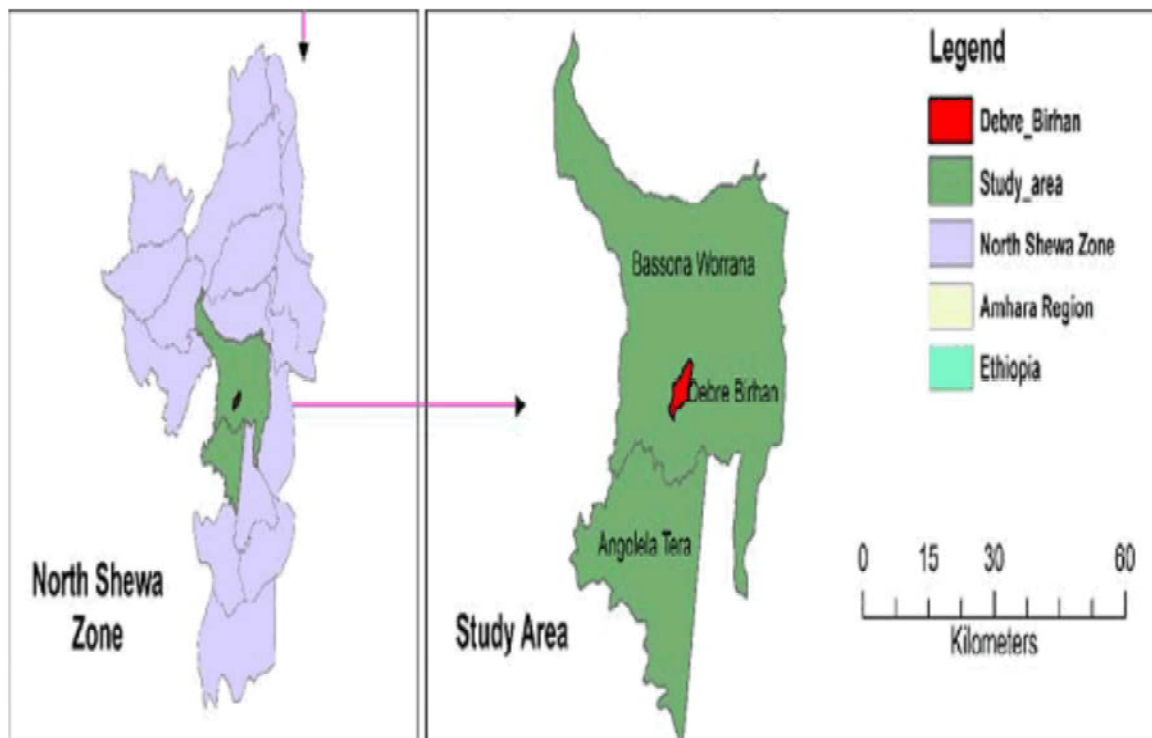 North Shewa
Zone
Bassona Worrana
Debre Birhan
Angolela Tera
Study Area
Legend
Debre_Birhan
Study_area
North Shewa Zone
Amhara Region
Ethiopia
0 15 30 60
Kilometers